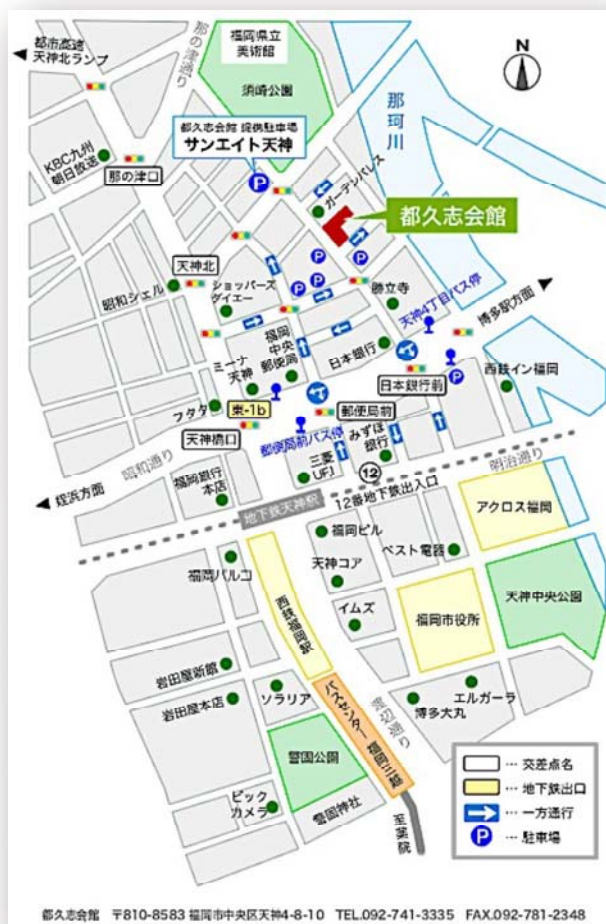 福岡県立
美術館
須崎公園
都市高速
天神北ランプ
那の津通り
N
KBC九州
朝日放送
那の津口
都久志会館 提携駐車場
サンエイト天神
P
那珂川
ガーデンパレス
都久志会館
天神北
昭和シェル
ショッパーズ
ダイエー
P
P
P
P
勝立寺
天神4丁目バス停
博多駅方面
福岡
中央
郵便局
ミーナ
天神
日本銀行
日本銀行前
P
P
西鉄イン福岡
フタタ
東-1b
天神橋口
郵便局前
郵便局前バス停
昭和通り
三菱
UFJ
みずほ
銀行
12
明治通り
姪浜方面
福岡銀行
本店
地下鉄天神駅
12番地下鉄出入口
アクロス福岡
福岡ビル
ベスト電器
天神コア
福岡パルコ
西鉄福岡駅
イムズ
福岡市役所
天神中央公園
岩田屋新館
岩田屋本店
ソラリア
バスセンター 福岡三越
渡辺通り
博多大丸
エルガーラ
警固公園
ビック
カメラ
警固神社
至薬院
… 交差点名
… 地下鉄出口
… 一方通行
P … 駐車場
都久志会館 〒810-8583 福岡市中央区天神4-8-10 TEL.092-741-3335 FAX.092-781-2348